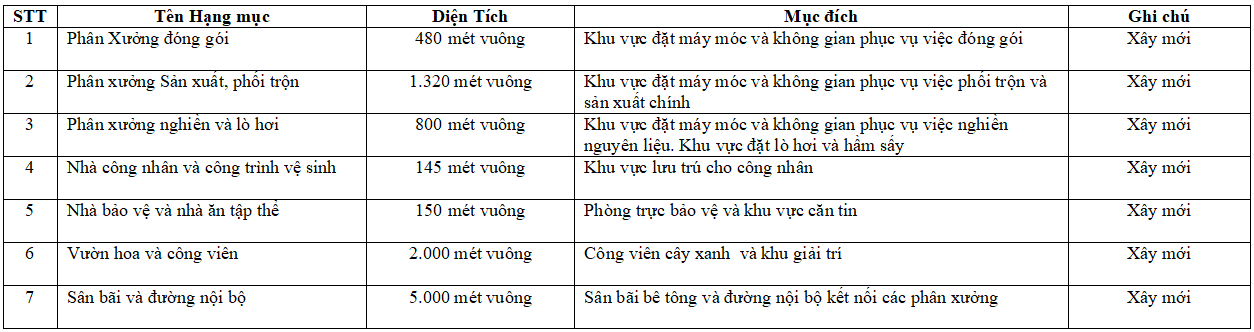 STT Tên Hạng mục Diện Tích Mục đích Ghi chú
1 Phân Xưởng đóng gói 480 mét vuông Khu vực đặt máy móc và không gian phục vụ việc đóng gói Xây mới
2 Phân xưởng Sản xuất, phối trộn 1.320 mét vuông Khu vực đặt máy móc và không gian phục vụ việc phối trộn và Xây mới
sản xuất chính
3 Phân xưởng nghiền và lò hơi 800 mét vuông Khu vực đặt máy móc và không gian phục vụ việc nghiền Xây mới
nguyên liệu. Khu vực đặt lò hơi và hầm sấy
4 Nhà công nhân và công trình vệ sinh 145 mét vuông Khu vực lưu trú cho công nhân Xây mới
5 Nhà bảo vệ và nhà ăn tập thể 150 mét vuông Phòng trực bảo vệ và khu vực căn tin Xây mới
6 Vườn hoa và công viên 2.000 mét vuông Công viên cây xanh và khu giải trí Xây mới
7 Sân bãi và đường nội bộ 5.000 mét vuông Sân bãi bê tông và đường nội bộ kết nối các phân xưởng Xây mới